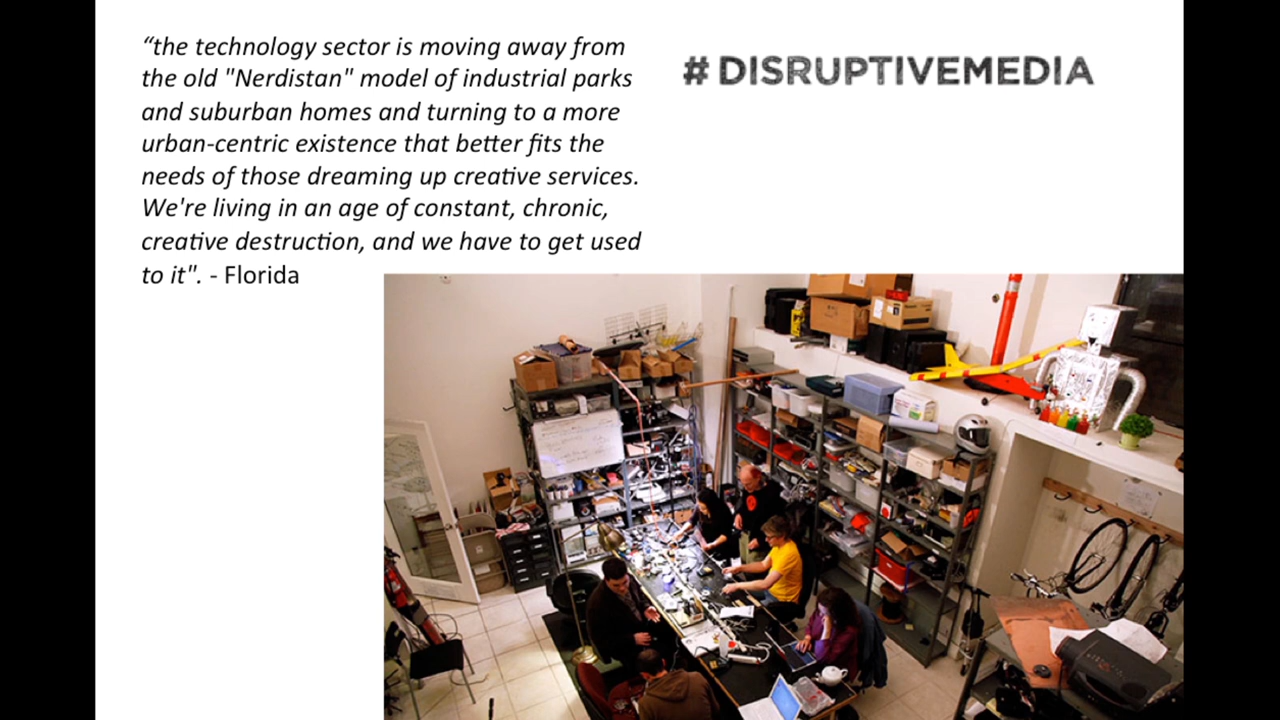 “the technology sector is moving away from
the old "Nerdistan" model of industrial parks
and suburban homes and turning to a more
urban-centric existence that better fits the
needs of those dreaming up creative services.
We're living in an age of constant, chronic,
creative destruction, and we have to get used
to it". - Florida
# DISRUPTIVEMEDIA